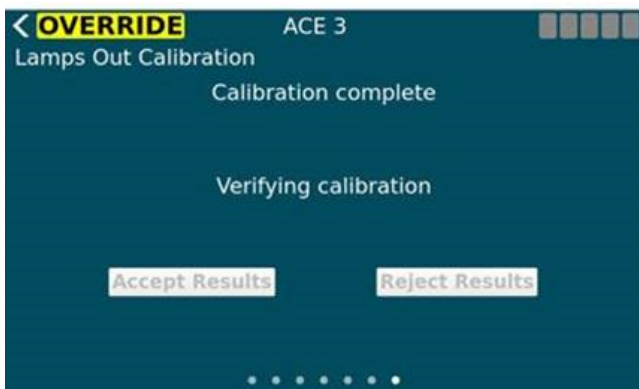 < OVERRIDE ACE 3
Lamps Out Calibration
Calibration complete
Verifying calibration
Accept Results Reject Results